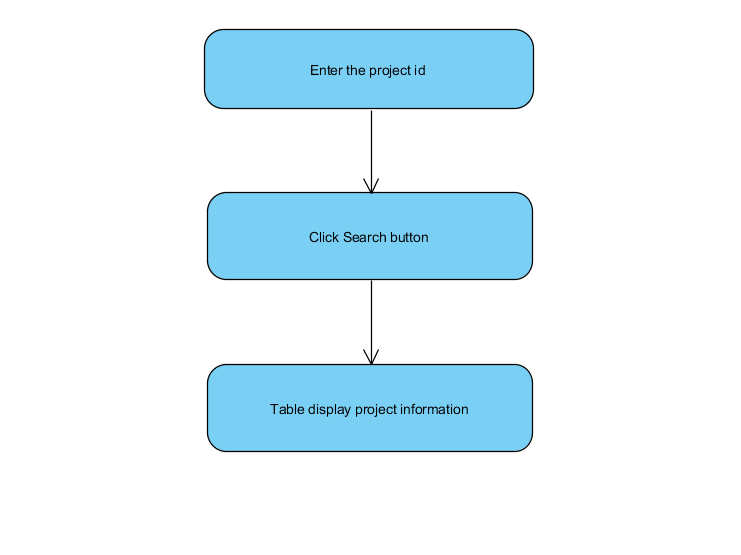 Enter the project id
Click Search button
Table display project information